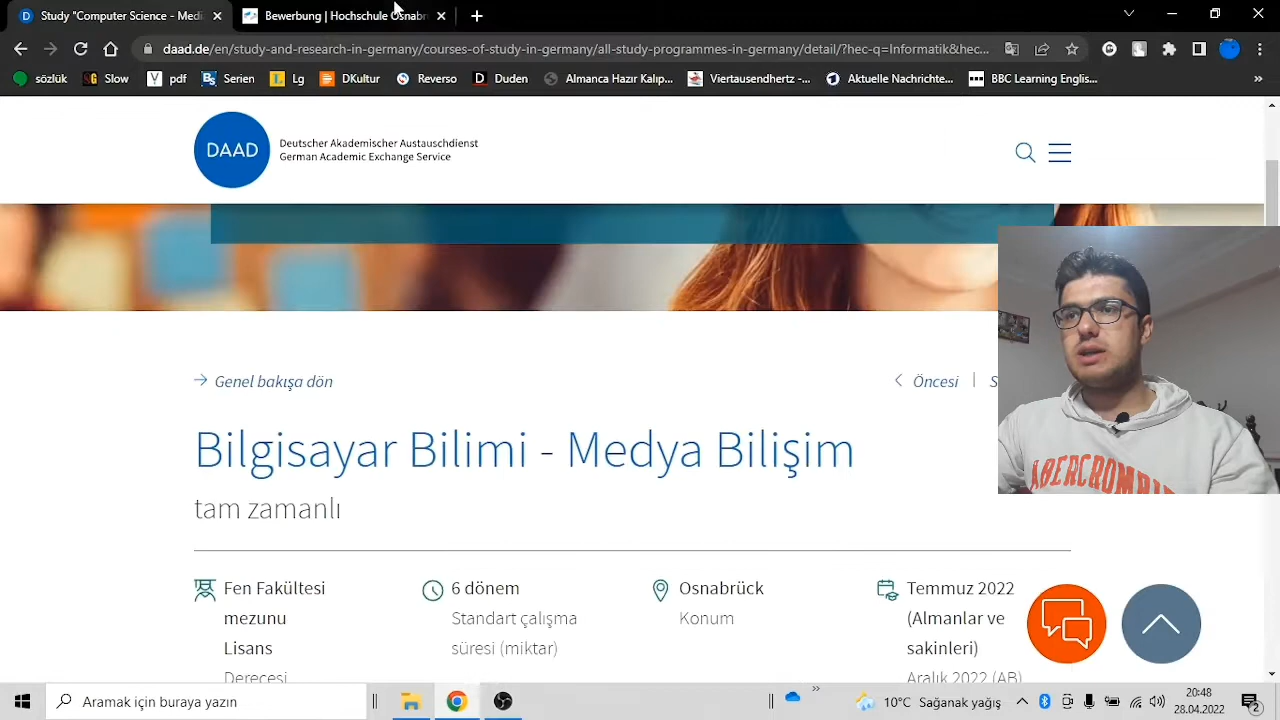 Study "Computer Science - Medi
Bewerbung | Hochschule Osnabr
daad.de/en/study-and-research-in-germany/courses-of-study-in-germany/all-study-programmes-in-germany/detail/?hec-q=Informatik&hec...
sözlük
Slow
pdf
Serien
Lg
DKultur
Reverso
Duden
Almanca Hazır Kalıp...
Viertausendhertz -...
Aktuelle Nachrichte...
BBC Learning Englis...
DAAD
Deutscher Akademischer Austauschdienst
German Academic Exchange Service
Genel bakışa dön
Öncesi | S
Bilgisayar Bilimi - Medya Bilişim
tam zamanlı
Fen Fakültesi
mezunu
Lisans
Derecesi
6 dönem
Standart çalışma
süresi (miktar)
Osnabrück
Konum
Temmuz 2022
(Almanlar ve
sakinleri)
Aralık 2022 (AB)
Aramak için buraya yazın
10°C Sağanak yağış
20:48
28.04.2022
2